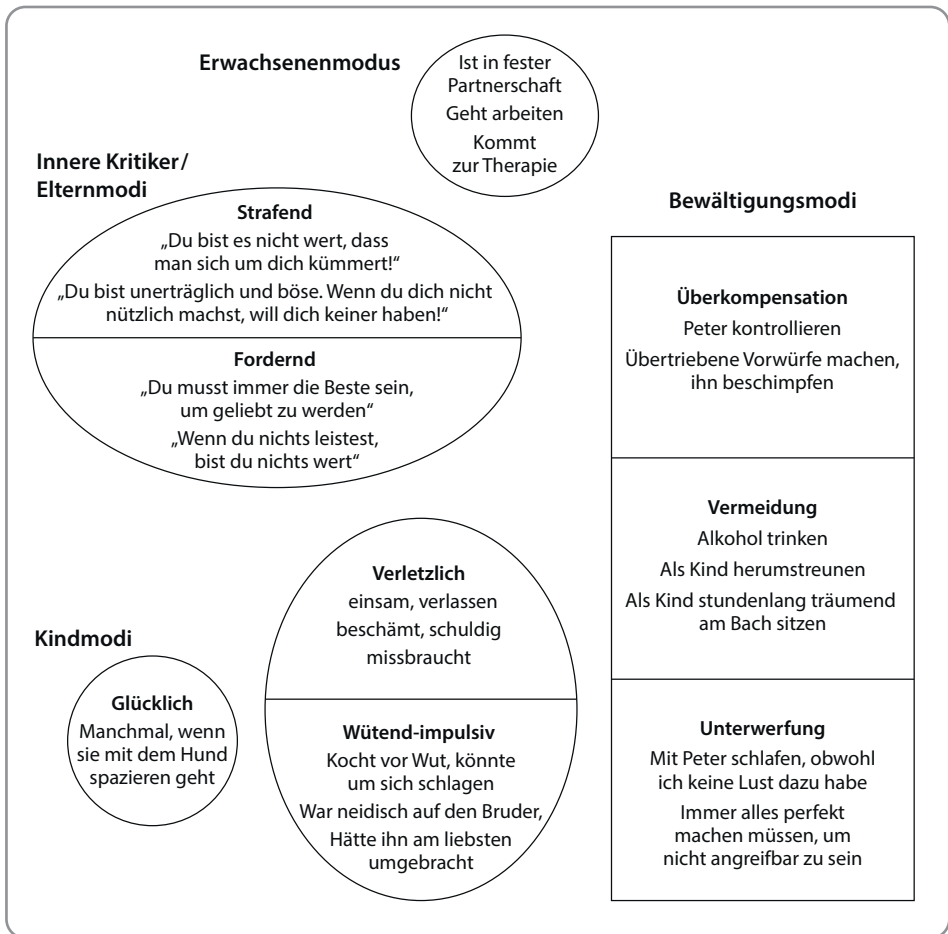 Erwachsenenmodus
Ist in fester
Partnerschaft
Geht arbeiten
Kommt
zur Therapie
Innere Kritiker/
Elternmodi
Strafend
„Du bist es nicht wert, dass
man sich um dich kümmert!“
„Du bist unerträglich und böse. Wenn du dich nicht
nützlich machst, will dich keiner haben!“
Fordernd
„Du musst immer die Beste sein,
um geliebt zu werden“
„Wenn du nichts leistest,
bist du nichts wert“
Kindmodi
Glücklich
Manchmal, wenn
sie mit dem Hund
spazieren geht
Verletzlich
einsam, verlassen
beschämt, schuldig
missbraucht
Wütend-impulsiv
Kocht vor Wut, könnte
um sich schlagen
War neidisch auf den Bruder,
Hätte ihn am liebsten
umgebracht
Bewältigungsmodi
Überkompensation
Peter kontrollieren
Übertriebene Vorwürfe machen,
ihn beschimpfen
Vermeidung
Alkohol trinken
Als Kind herumstreunen
Als Kind stundenlang träumend
am Bach sitzen
Unterwerfung
Mit Peter schlafen, obwohl
ich keine Lust dazu habe
Immer alles perfekt
machen müssen, um
nicht angreifbar zu sein